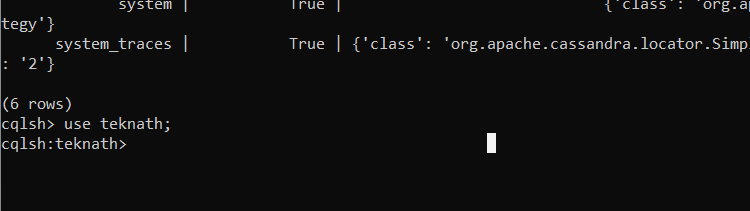 system | True | {'class': 'org.ap
tegy'}
system_traces | True | {'class': 'org.apache.cassandra.locator.Simp
: '2'}
(6 rows)
cqlsh> use teknath;
cqlsh:teknath>